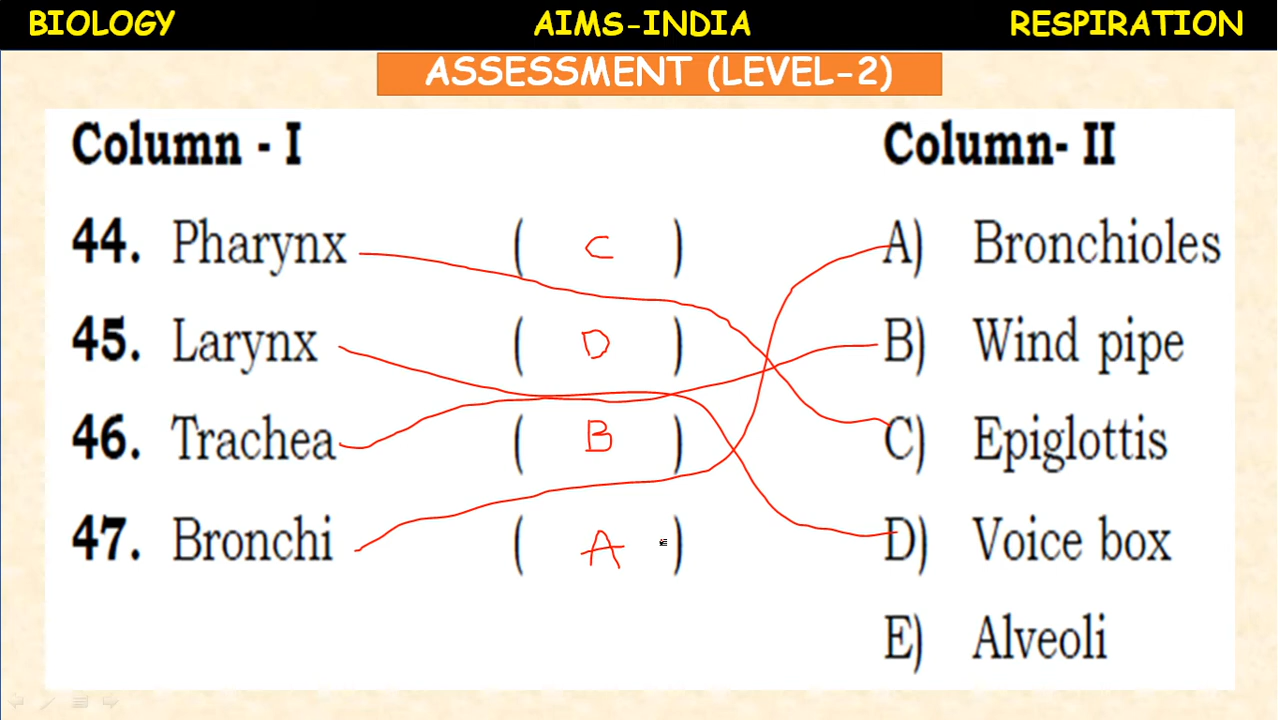 BIOLOGY AIMS-INDIA RESPIRATION
ASSESSMENT (LEVEL-2)
Column - I Column- II
44. Pharynx ( C ) A) Bronchioles
45. Larynx ( D ) B) Wind pipe
46. Trachea ( B ) C) Epiglottis
47. Bronchi ( A ) D) Voice box
E) Alveoli